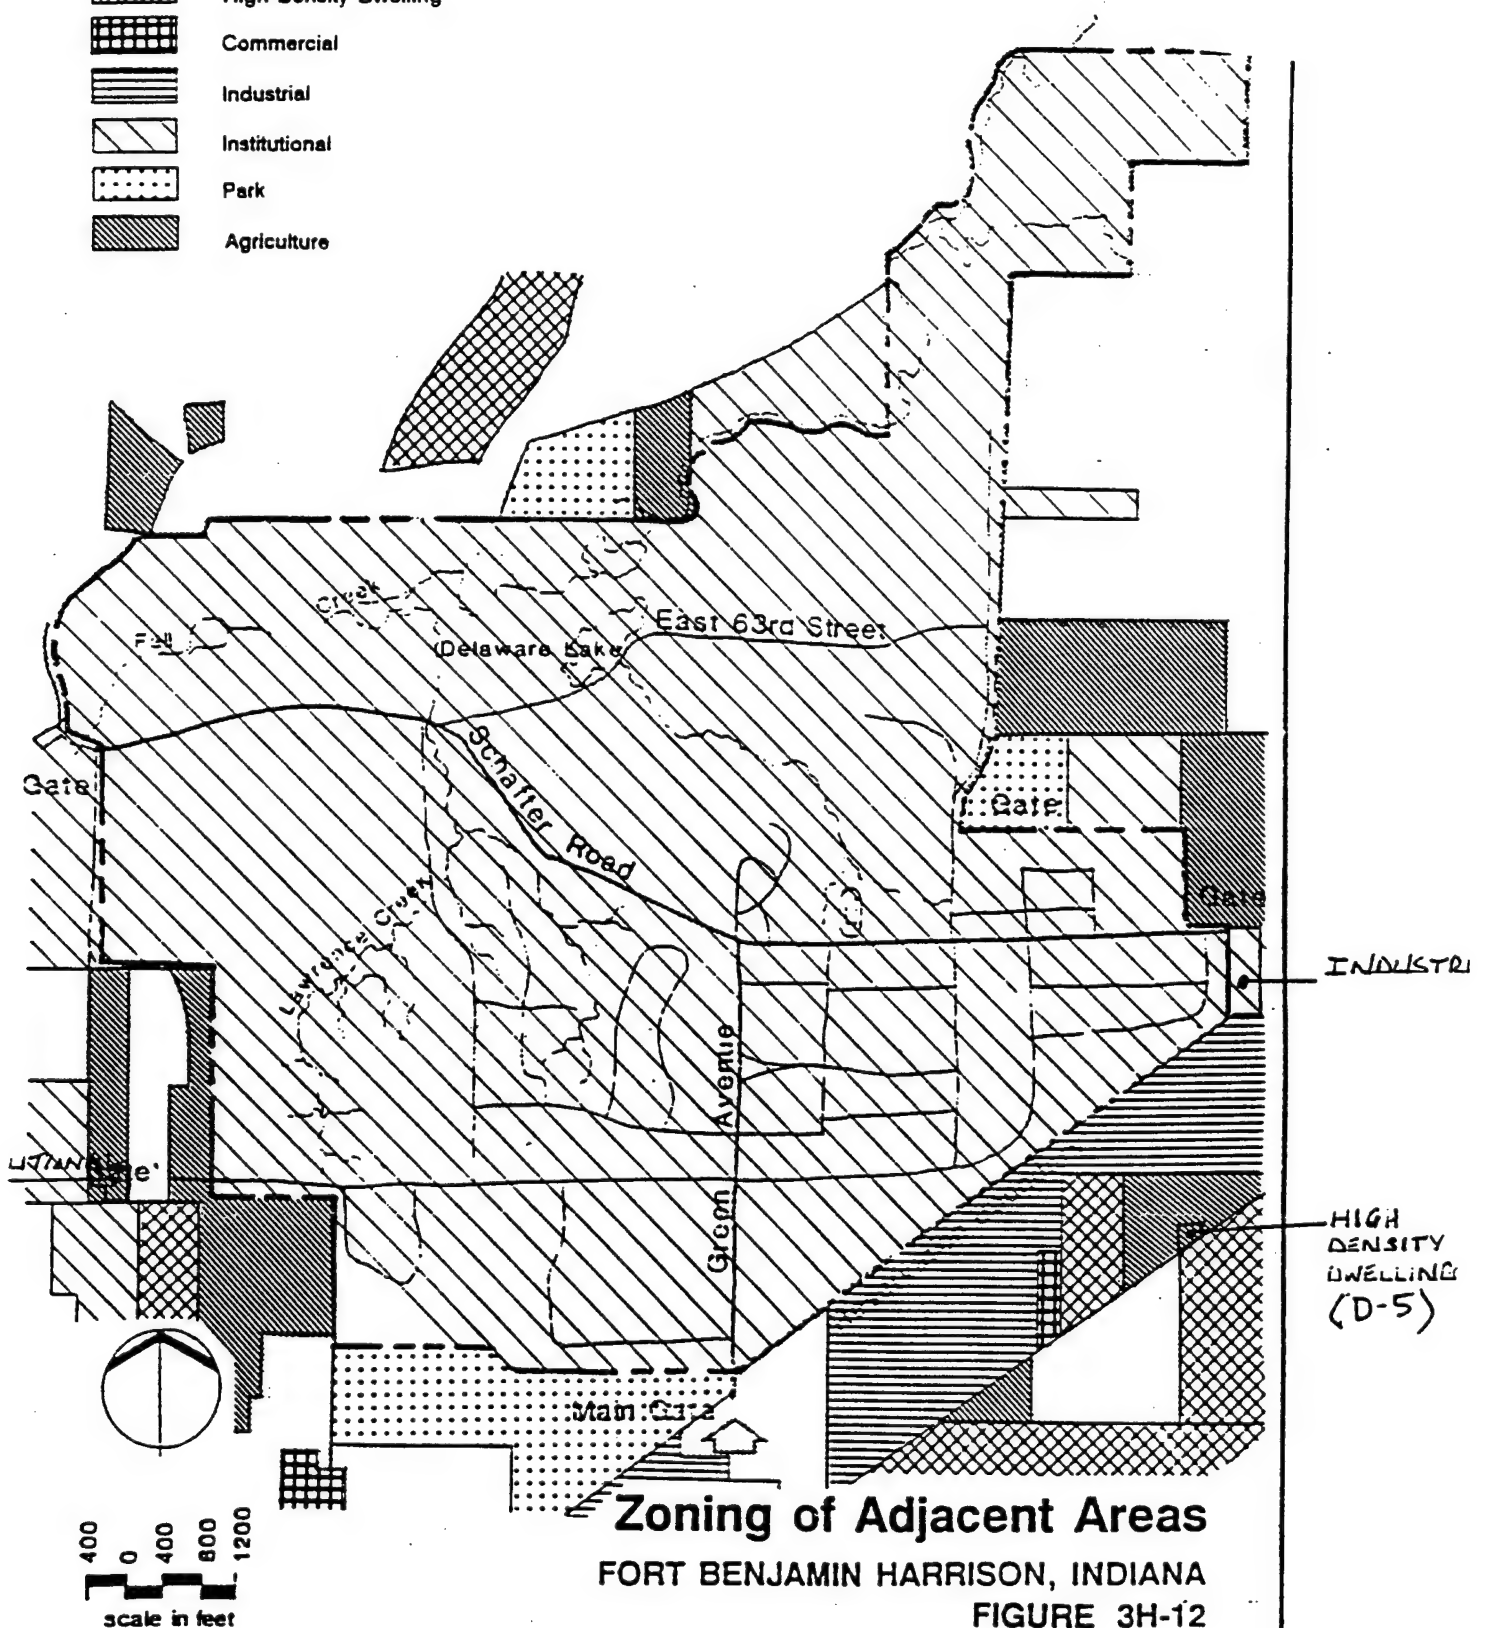 High Density Dwelling
Commercial
Industrial
Institutional
Park
Agriculture
Creek
Fall
East 63rd Street
Delaware Lake
Schaffer Road
Gate
Gate
Gate
Lawrence Creek
INDUSTRI
Green Avenue
HIGH
DENSITY
DWELLING
(D-5)
Main Gate
400 0 400 800 1200
scale in feet
Zoning of Adjacent Areas
FORT BENJAMIN HARRISON, INDIANA
FIGURE 3H-12